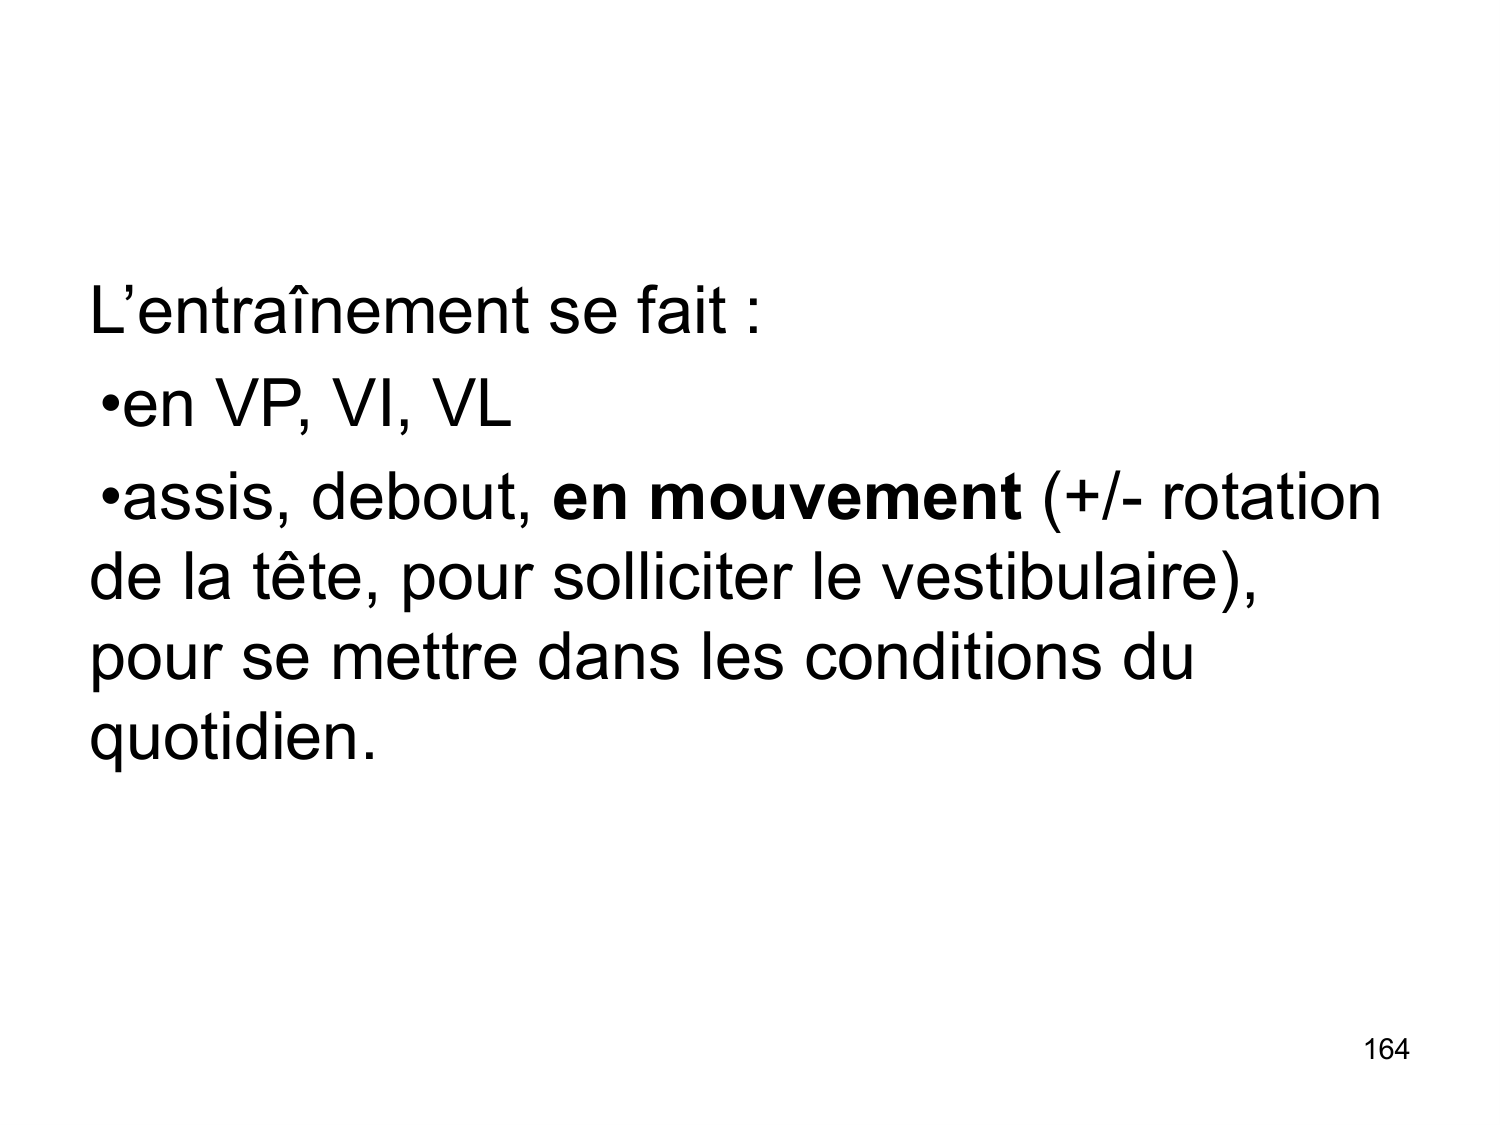 L’entraînement se fait :
•en VP, VI, VL
•assis, debout, en mouvement (+/- rotation
de la tête, pour solliciter le vestibulaire),
pour se mettre dans les conditions du
quotidien.
164